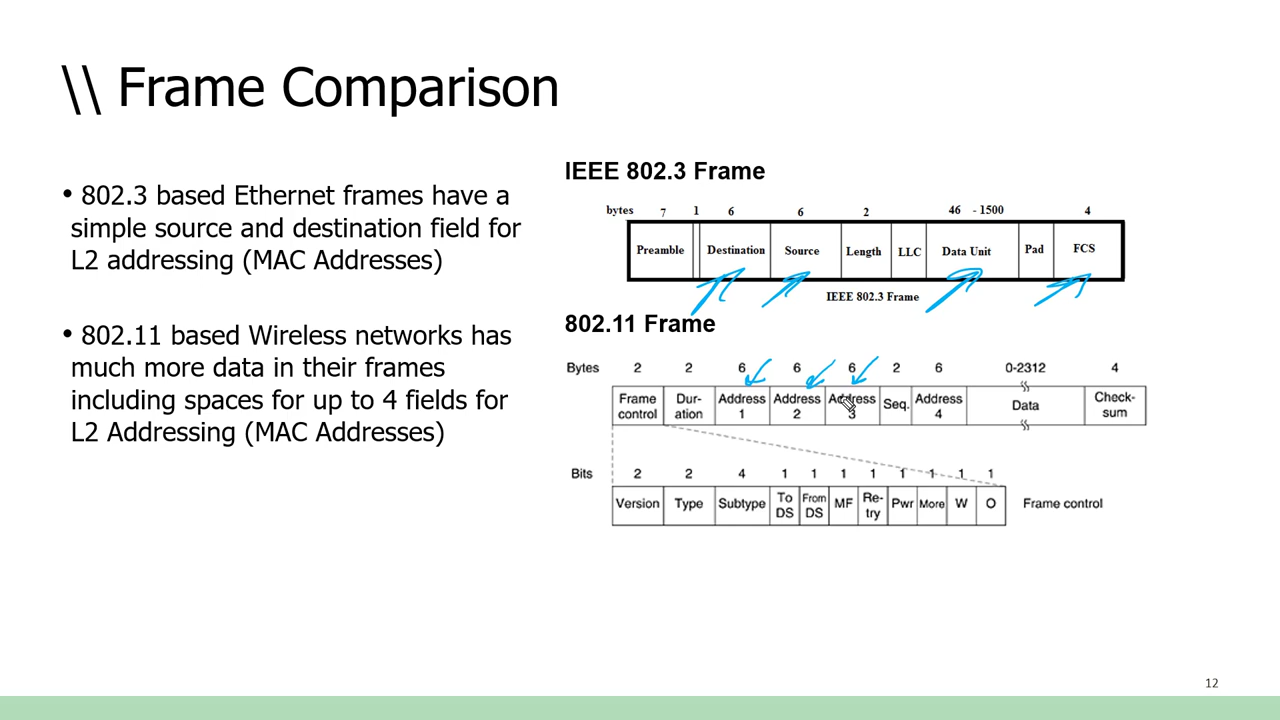 \\ Frame Comparison
• 802.3 based Ethernet frames have a
simple source and destination field for
L2 addressing (MAC Addresses)
• 802.11 based Wireless networks has
much more data in their frames
including spaces for up to 4 fields for
L2 Addressing (MAC Addresses)
IEEE 802.3 Frame
bytes 7 1 6 6 2 46 - 1500 4
Preamble Destination Source Length LLC Data Unit Pad FCS
IEEE 802.3 Frame
802.11 Frame
Bytes 2 2 6 6 6 2 6 0-2312 4
Frame Dur- Address Address Address Seq. Address Data Check-
control ation 1 2 3 4 sum
Bits 2 2 4 1 1 1 1 1 1 1 1
Version Type Subtype To From MF Re- Pwr More W O Frame control
DS DS try
12